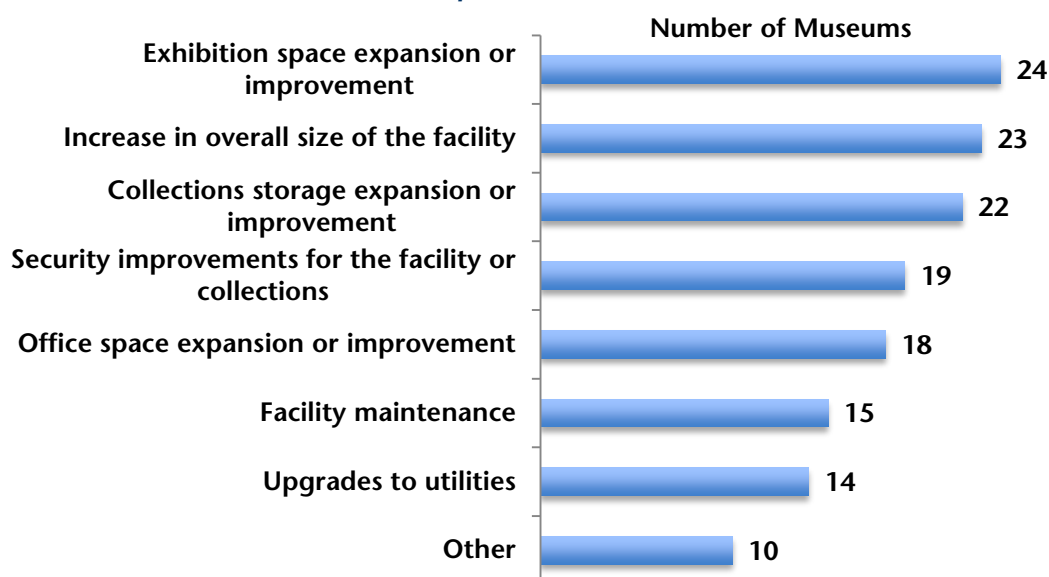 Number of Museums
Exhibition space expansion or
improvement
24
Increase in overall size of the facility
23
Collections storage expansion or
improvement
22
Security improvements for the facility or
collections
19
Office space expansion or improvement
18
Facility maintenance
15
Upgrades to utilities
14
Other
10